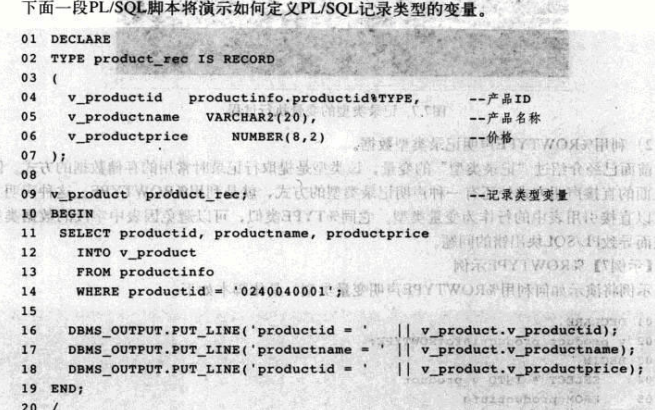 下面一段PL/SQL脚本将演示如何定义PL/SQL记录类型的变量。
01 DECLARE
02 TYPE product_rec IS RECORD
03 (
04 v_productid productinfo.productid%TYPE, --产品ID
05 v_productname VARCHAR2(20), --产品名称
06 v_productprice NUMBER(8,2) --价格
07 );
08
09 v_product product_rec; --记录类型变量
10 BEGIN
11 SELECT productid, productname, productprice
12 INTO v_product
13 FROM productinfo
14 WHERE productid = '0240040001';
15
16 DBMS_OUTPUT.PUT_LINE('productid = ' || v_product.v_productid);
17 DBMS_OUTPUT.PUT_LINE('productname = ' || v_product.v_productname);
18 DBMS_OUTPUT.PUT_LINE('productprice = ' || v_product.v_productprice);
19 END;
20 /